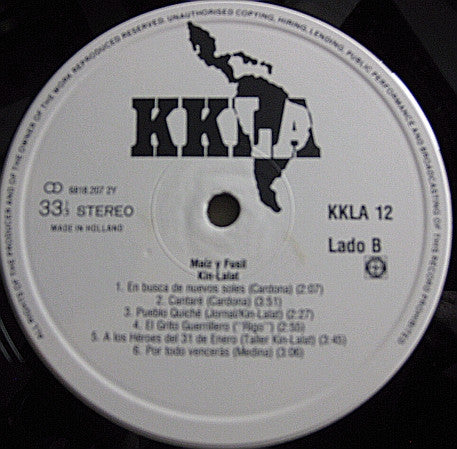 ALL RIGHTS OF THE PRODUCER AND OF THE OWNER OF THE WORK REPRODUCED RESERVED. UNAUTHORISED COPYING, HIRING, LENDING, PUBLIC PERFORMANCE AND BROADCASTING OF THIS RECORD PROHIBITED
KKLA
6818 207 2Y
33⅓ STEREO
MADE IN HOLLAND
KKLA 12
Lado B
Maíz y Fusil
Kin-Lalat
1. En busca de nuevos soles (Cardona) (2:07)
2. Cantaré (Cardona) (3:51)
3. Pueblo Quiché (Jornal/Kin-Lalat) (2:27)
4. El Grito Guerrillero ("Rigo") (2:55)
5. A los Héroes del 31 de Enero (Taller Kin-Lalat) (3:45)
6. Por todo vencerás (Medina) (3:06)